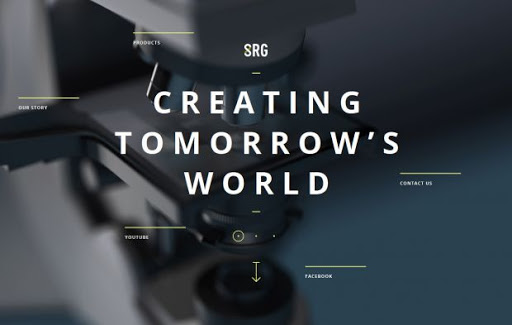 PRODUCTS
SRG
OUR STORY
CREATING
TOMORROW'S
WORLD
CONTACT US
YOUTUBE
FACEBOOK